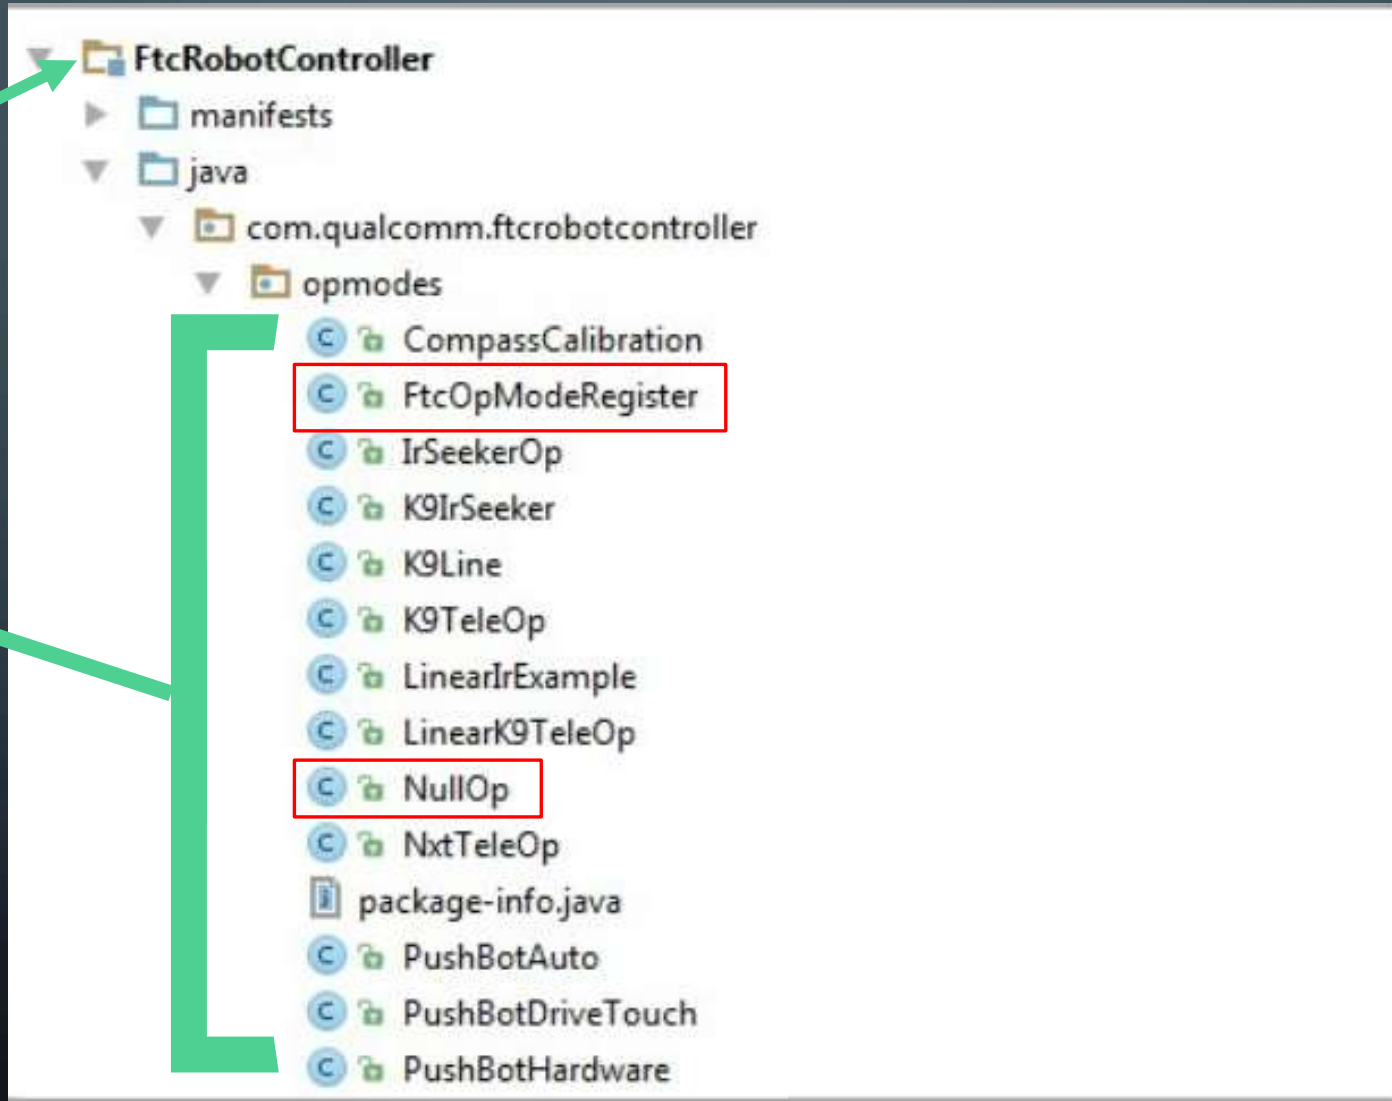 FtcRobotController
manifests
java
com.qualcomm.ftcrobotcontroller
opmodes
CompassCalibration
FtcOpModeRegister
IrSeekerOp
K9IrSeeker
K9Line
K9TeleOp
LinearIrExample
LinearK9TeleOp
NullOp
NxtTeleOp
package-info.java
PushBotAuto
PushBotDriveTouch
PushBotHardware